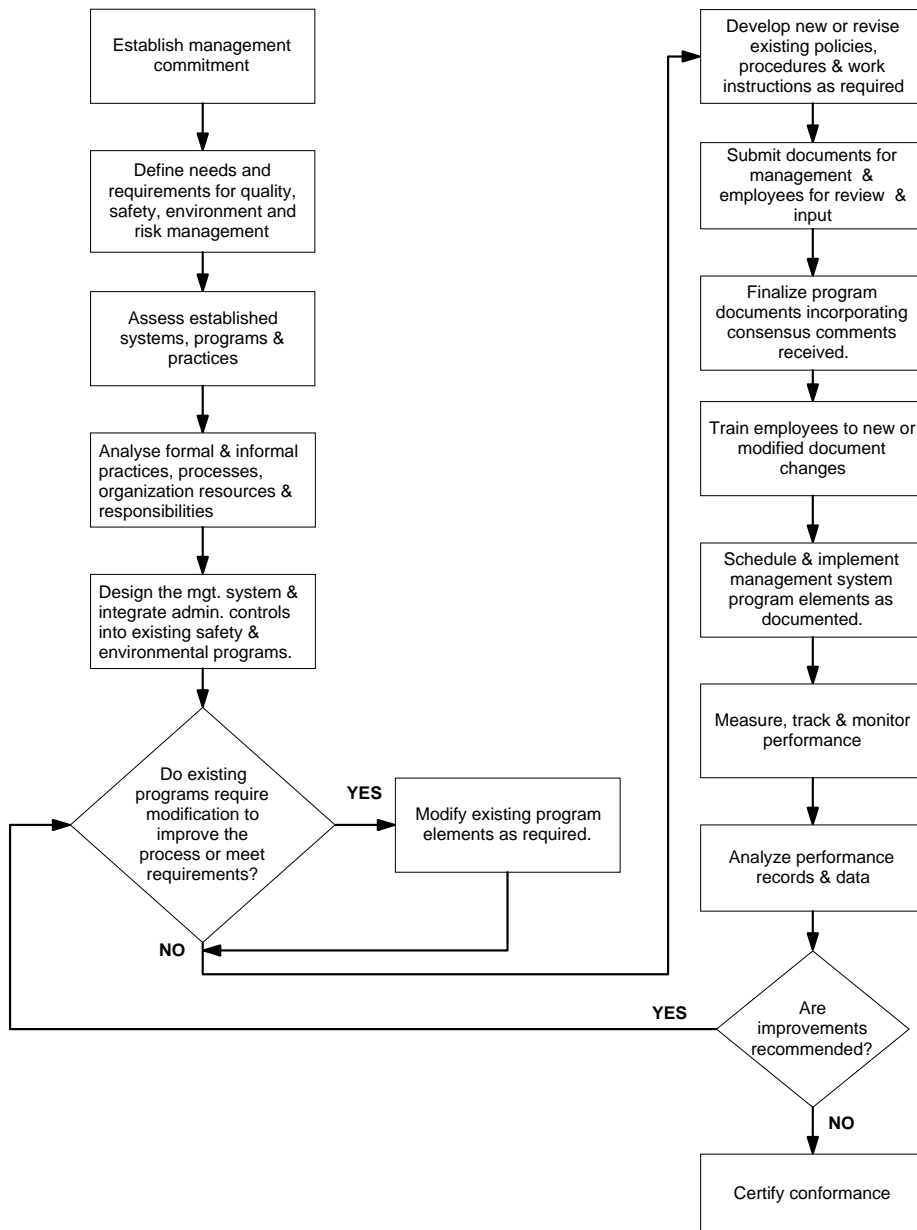 Establish management
commitment
Define needs and
requirements for quality,
safety, environment and
risk management
Assess established
systems, programs &
practices
Analyse formal & informal
practices, processes,
organization resources &
responsibilities
Design the mgt. system &
integrate admin. controls
into existing safety &
environmental programs.
Do existing
programs require
modification to
improve the
process or meet
requirements?
YES
Modify existing program
elements as required.
NO
Develop new or revise
existing policies,
procedures & work
instructions as required
Submit documents for
management & 
employees for review &
input
Finalize program
documents incorporating
consensus comments
received.
Train employees to new or
modified document
changes
Schedule & implement
management system
program elements as
documented.
Measure, track & monitor
performance
Analyze performance
records & data
Are
improvements
recommended?
YES
NO
Certify conformance